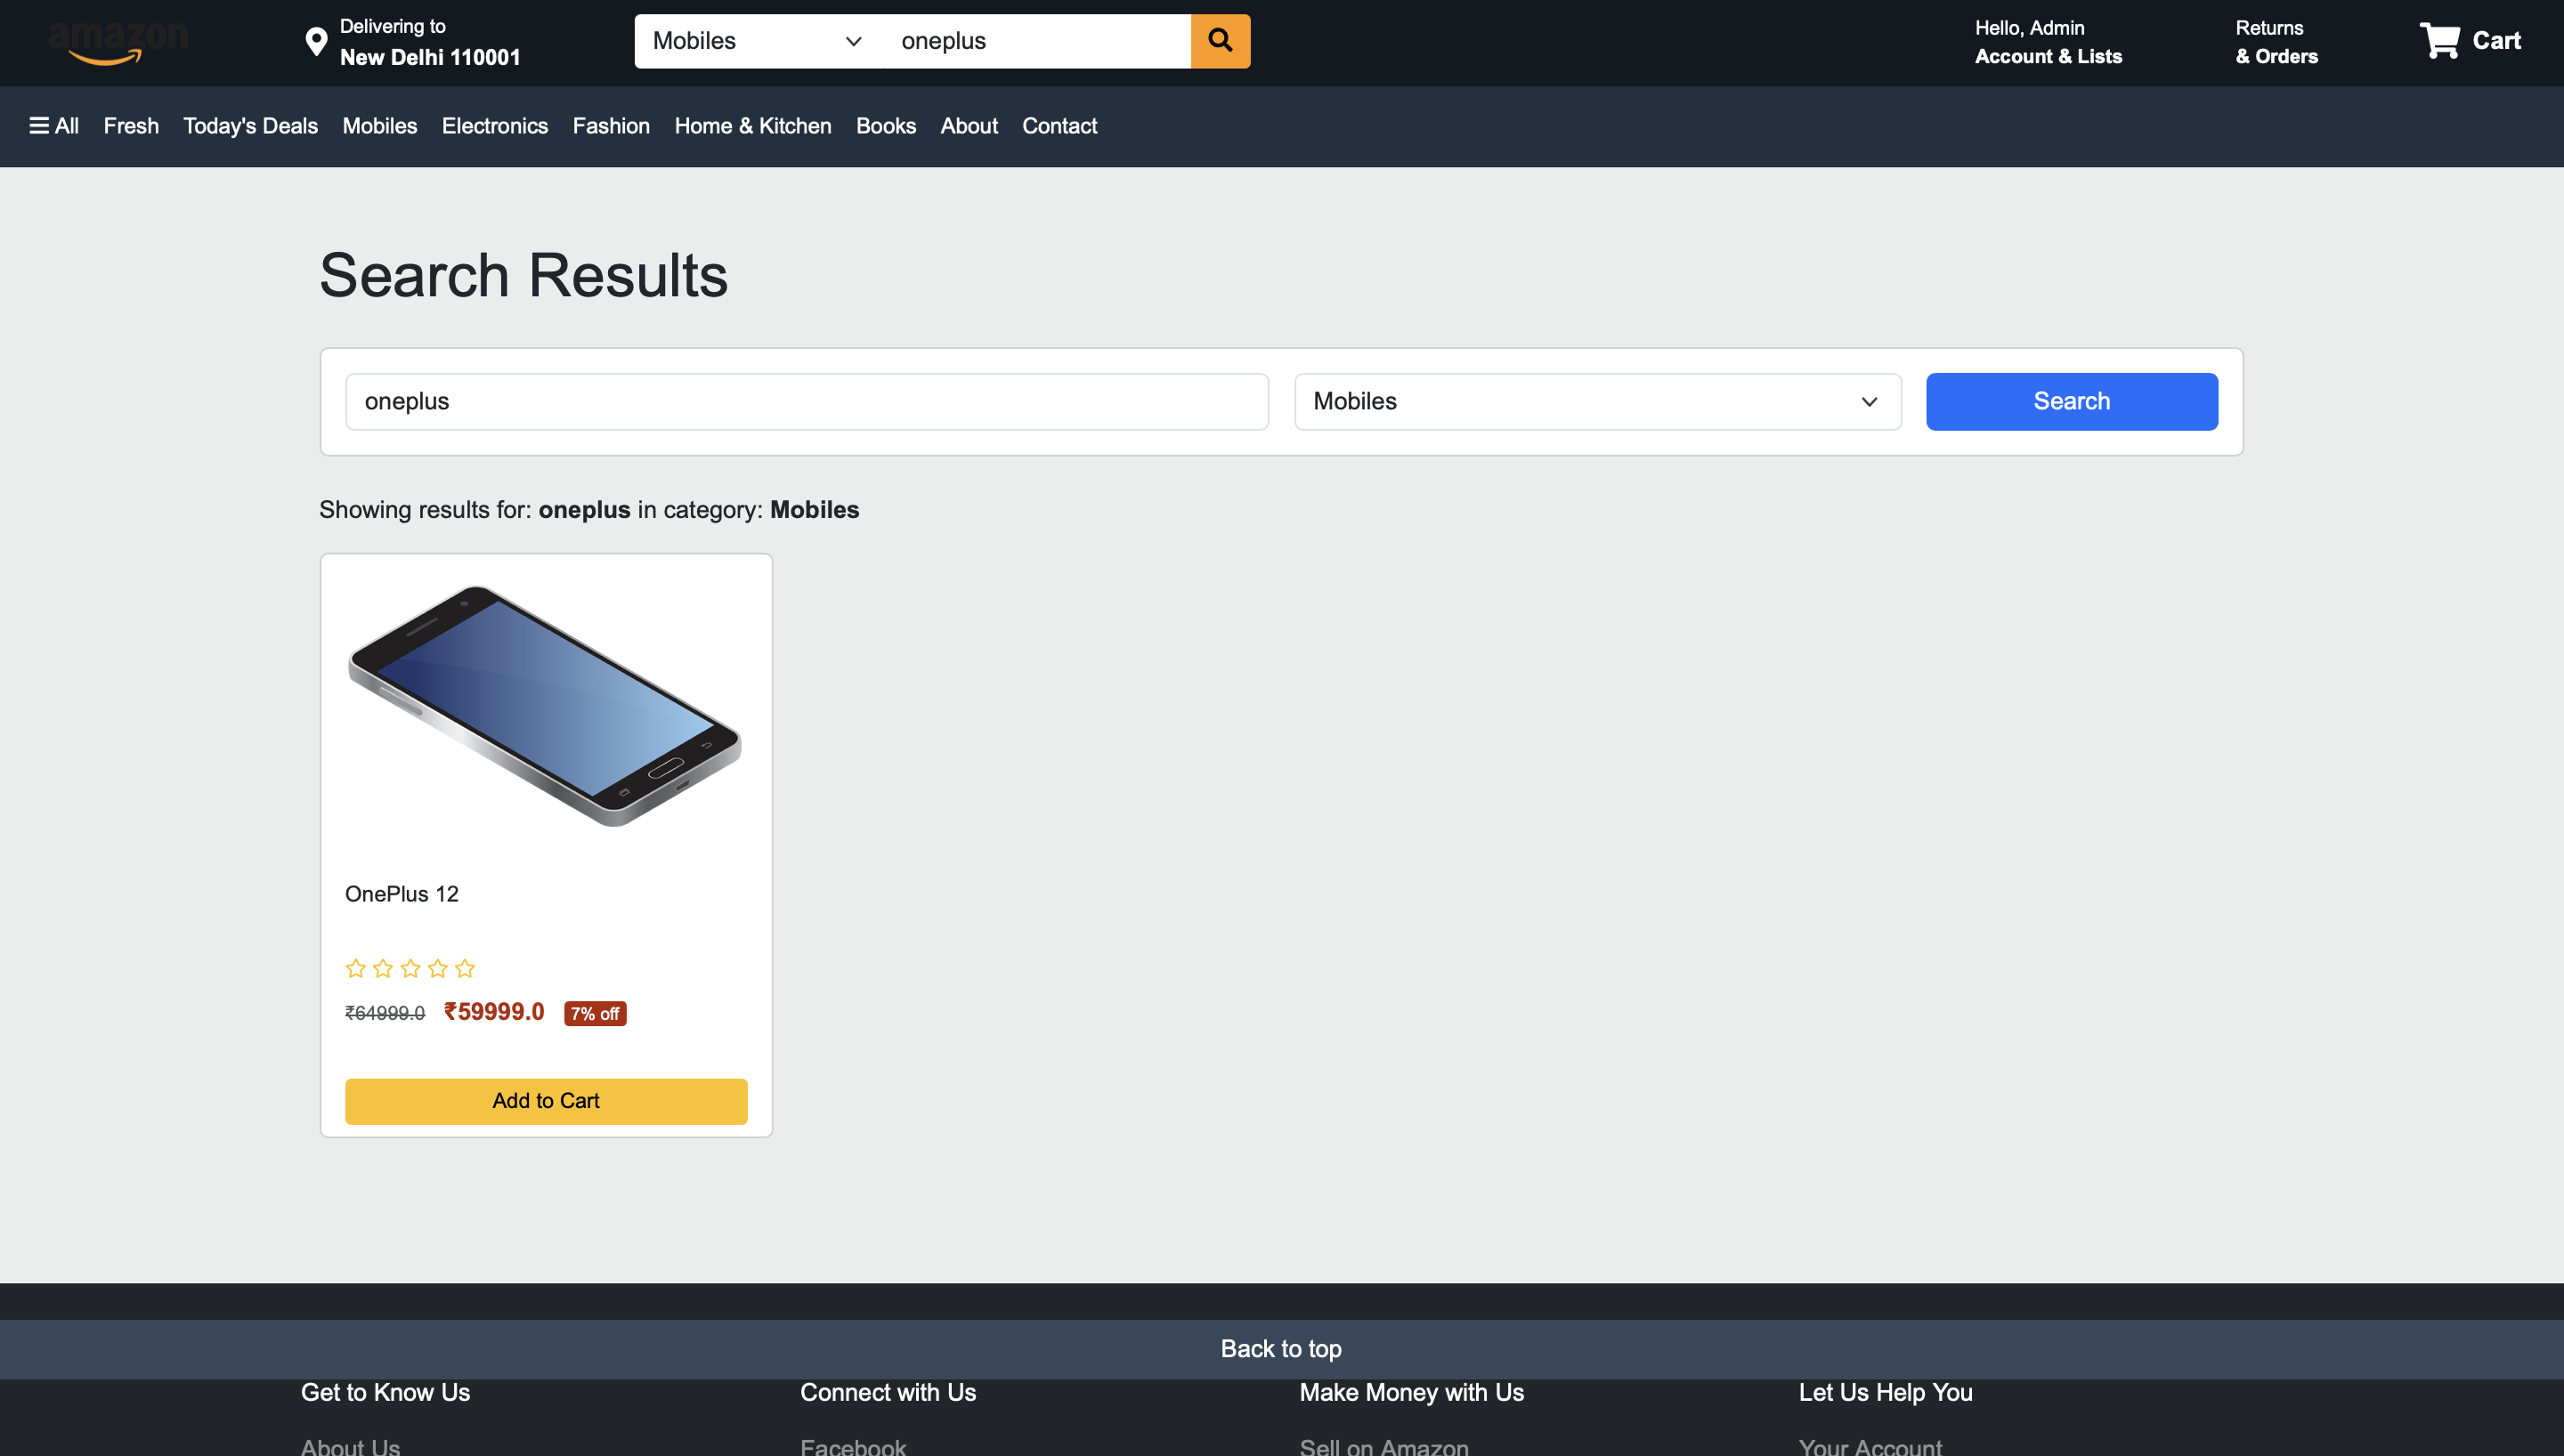 amazon
Delivering to
New Delhi 110001
Mobiles
oneplus
Hello, Admin
Account & Lists
Returns
& Orders
Cart
All Fresh Today's Deals Mobiles Electronics Fashion Home & Kitchen Books About Contact
Search Results
oneplus
Mobiles
Search
Showing results for: oneplus in category: Mobiles
OnePlus 12
₹64999.0 ₹59999.0 7% off
Add to Cart
Back to top
Get to Know Us
Connect with Us
Make Money with Us
Let Us Help You
About Us
Facebook
Sell on Amazon
Your Account